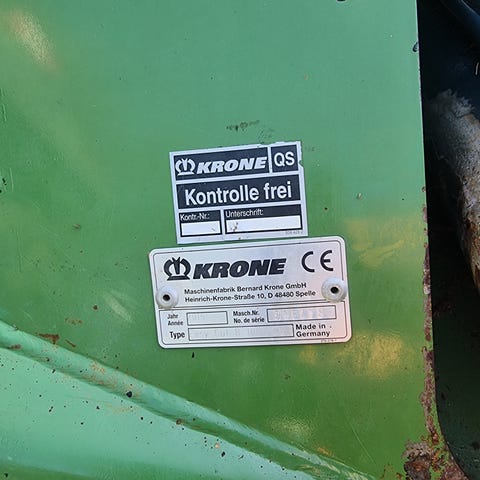 KRONE QS
Kontrolle frei
Kontr.-Nr.: Unterschrift:
KRONE CE
Maschinenfabrik Bernard Krone GmbH
Heinrich-Krone-Straße 10, D 48480 Spelle
Jahr Masch.Nr.
Année No. de série
Type Made in
Germany